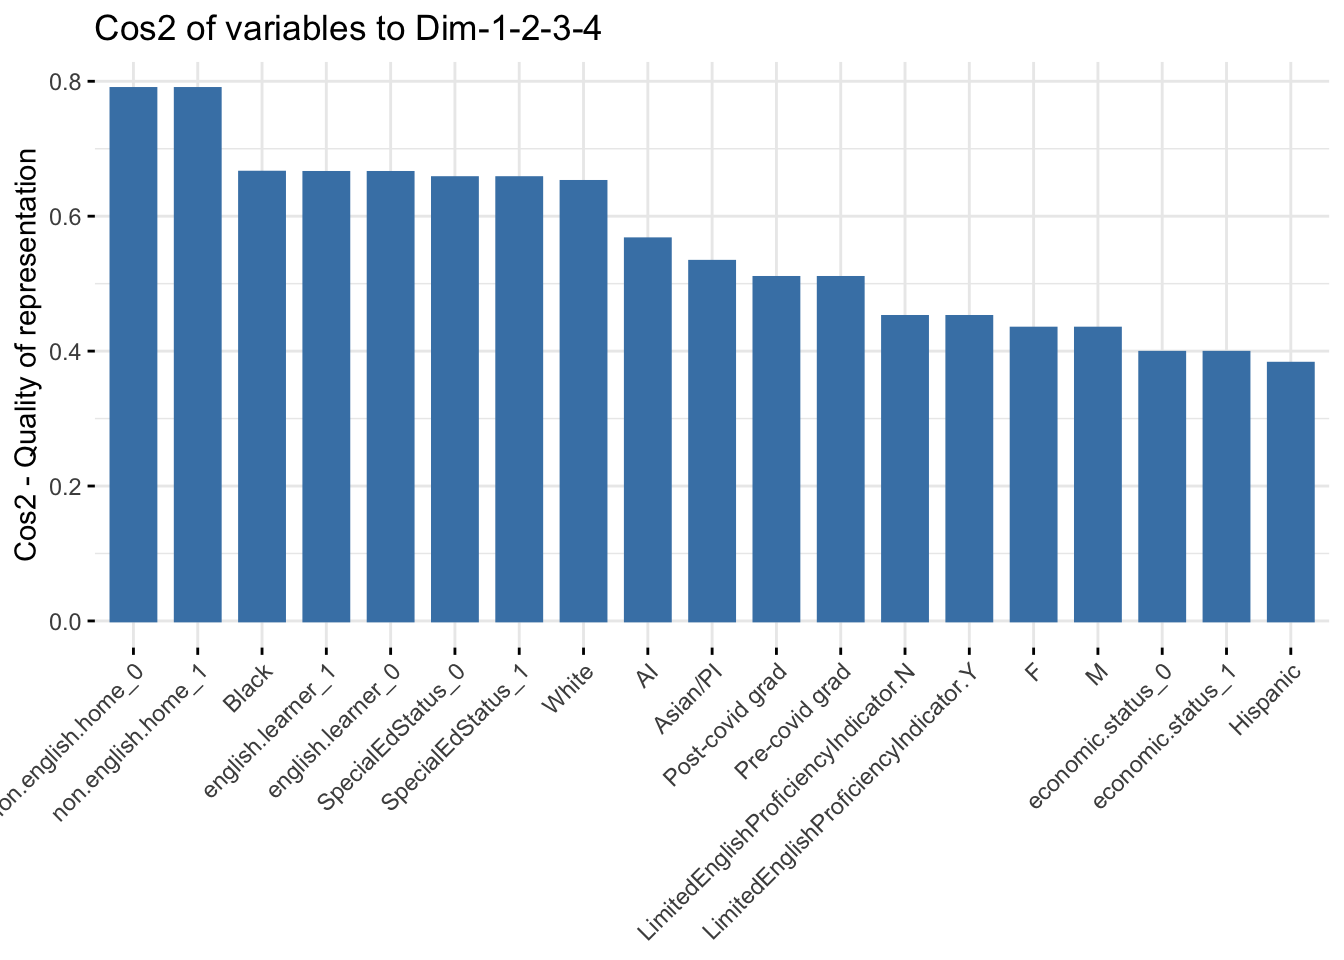 Cos2 of variables to Dim-1-2-3-4
Cos2 - Quality of representation
0.8
0.6
0.4
0.2
0.0
on.english.home_0
non.english.home_1
Black
english.learner_1
english.learner_0
SpecialEdStatus_0
SpecialEdStatus_1
White
AI
Asian/PI
Post-covid grad
Pre-covid grad
LimitedEnglishProficiencyIndicator.N
LimitedEnglishProficiencyIndicator.Y
F
M
economic.status_0
economic.status_1
Hispanic